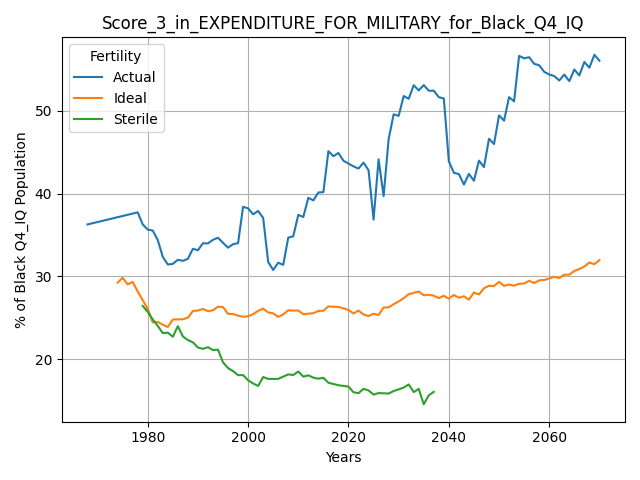 Score_3_in_EXPENDITURE_FOR_MILITARY_for_Black_Q4_IQ
Fertility
Actual
Ideal
Sterile
% of Black Q4_IQ Population
50
40
30
20
1980
2000
2020
2040
2060
Years